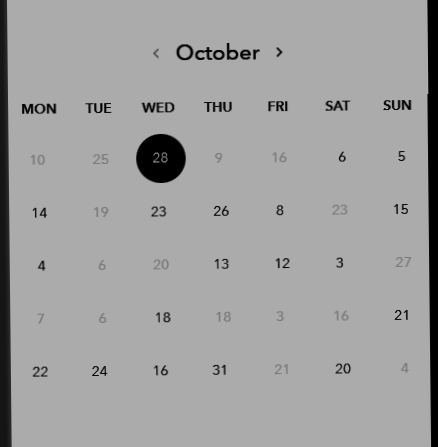 ‹ October ›
MON TUE WED THU FRI SAT SUN
10 25 28 9 16 6 5
14 19 23 26 8 23 15
4 6 20 13 12 3 27
7 6 18 18 3 16 21
22 24 16 31 21 20 4